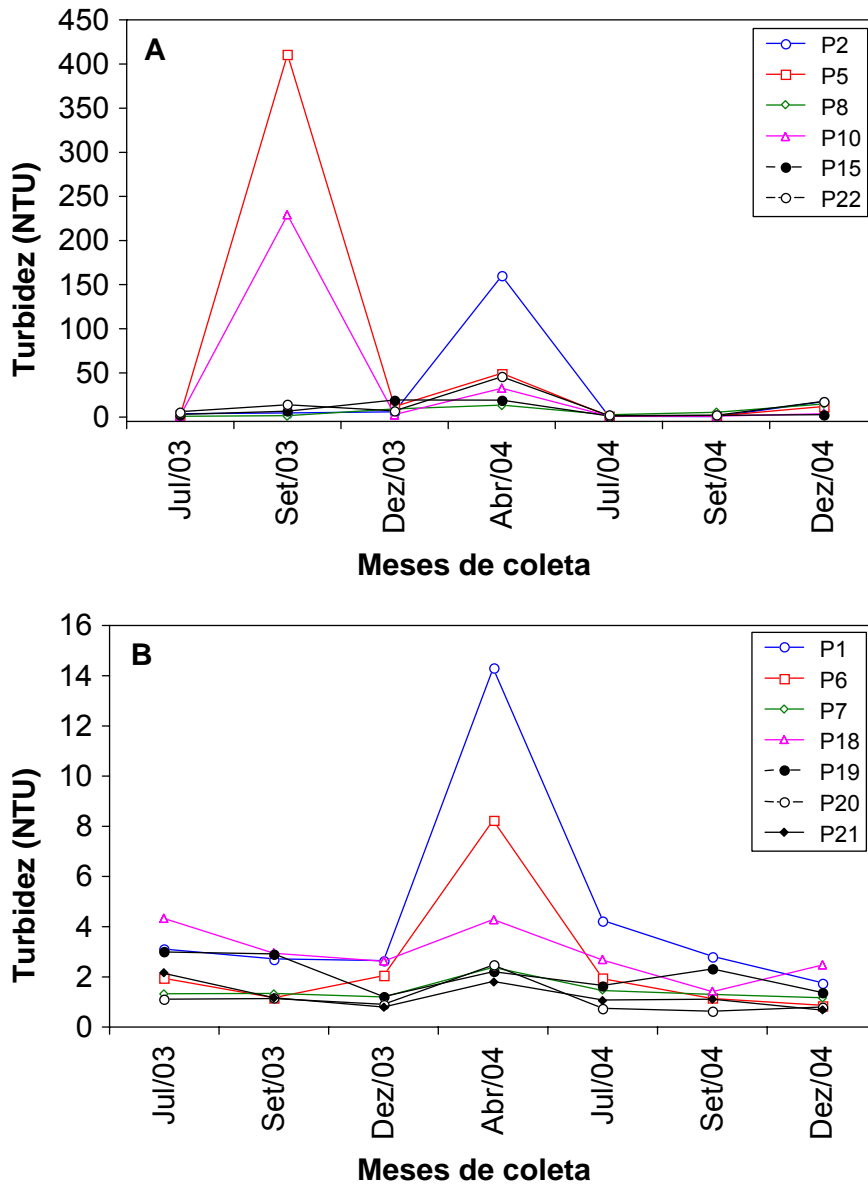 A
Turbidez (NTU)
450
400
350
300
250
200
150
100
50
0
P2
P5
P8
P10
P15
P22
Jul/03
Set/03
Dez/03
Abr/04
Jul/04
Set/04
Dez/04
Meses de coleta
B
Turbidez (NTU)
16
14
12
10
8
6
4
2
0
P1
P6
P7
P18
P19
P20
P21
Jul/03
Set/03
Dez/03
Abr/04
Jul/04
Set/04
Dez/04
Meses de coleta